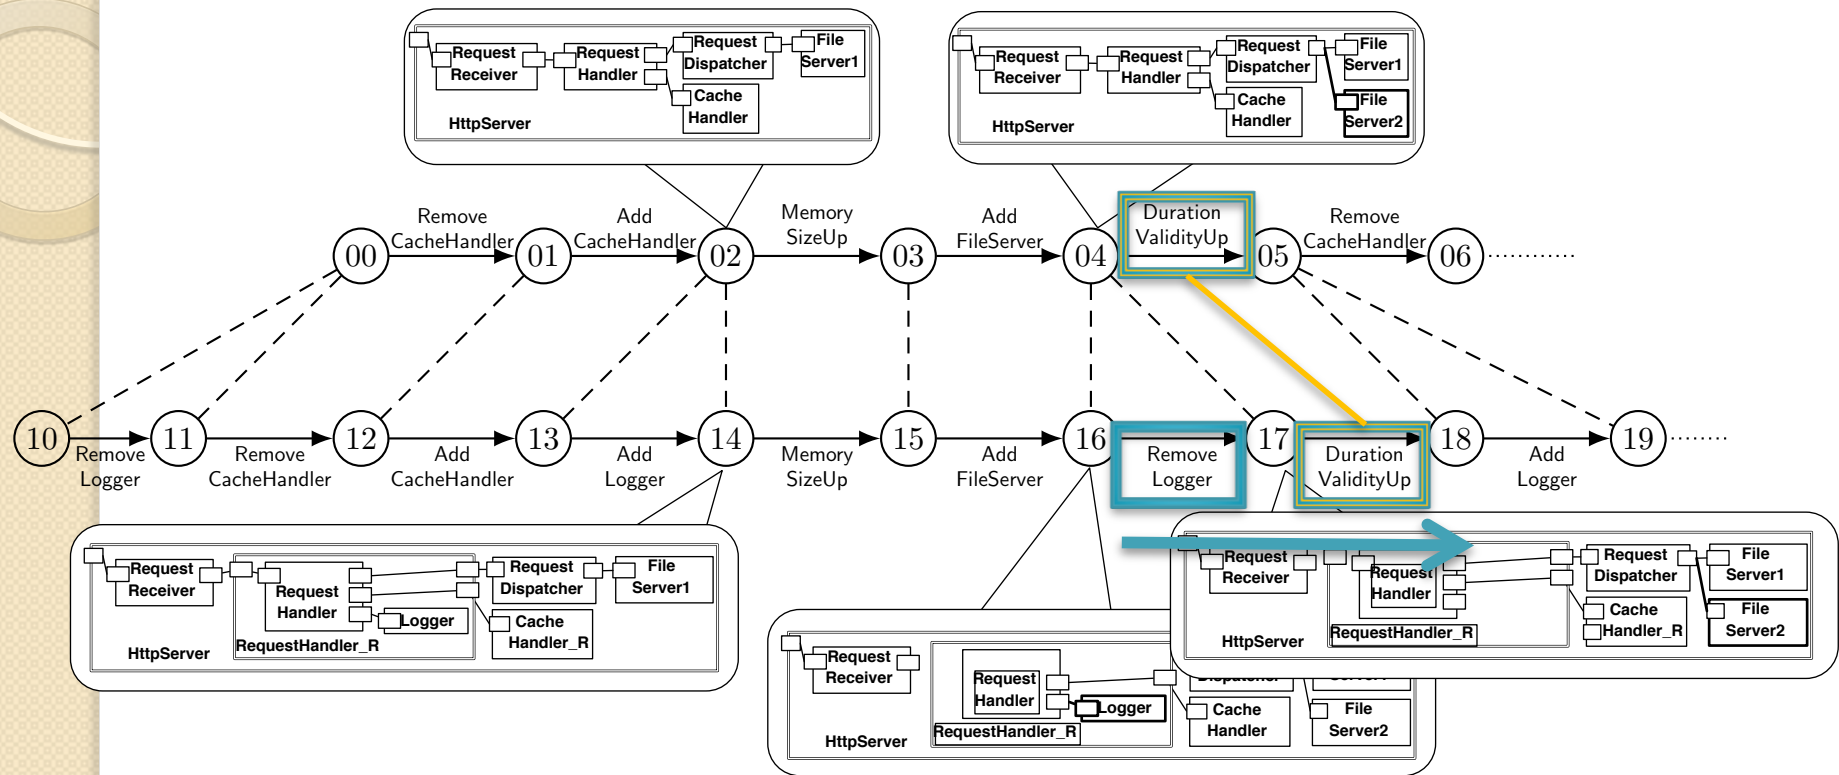 Request
Receiver
Request
Handler
Request
Dispatcher
File
Server1
Cache
Handler
HttpServer
Request
Receiver
Request
Handler
Request
Dispatcher
File
Server1
Cache
Handler
File
Server2
HttpServer
Remove
CacheHandler
Add
CacheHandler
Memory
SizeUp
Add
FileServer
Duration
ValidityUp
Remove
CacheHandler
00
01
02
03
04
05
06
10
11
12
13
14
15
16
17
18
19
Remove
Logger
Remove
CacheHandler
Add
CacheHandler
Add
Logger
Memory
SizeUp
Add
FileServer
Remove
Logger
Duration
ValidityUp
Add
Logger
Request
Receiver
Request
Handler
Logger
RequestHandler_R
Request
Dispatcher
File
Server1
Cache
Handler_R
HttpServer
Request
Receiver
Request
Handler
RequestHandler_R
Request
Dispatcher
File
Server1
Cache
Handler_R
File
Server2
HttpServer
Request
Receiver
Request
Handler
Logger
RequestHandler_R
Cache
Handler
File
Server2
HttpServer